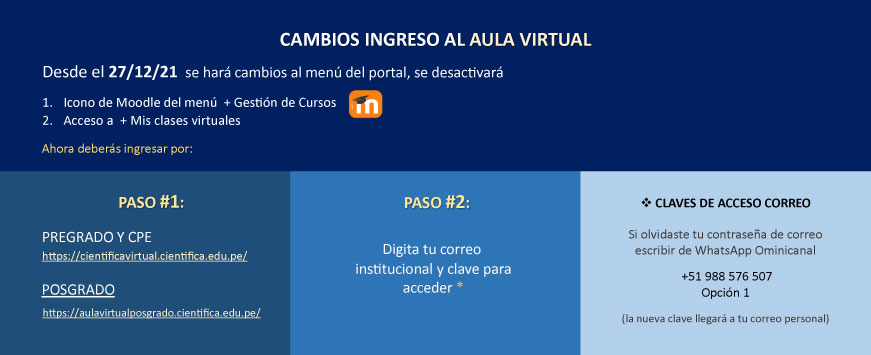 CAMBIOS INGRESO AL AULA VIRTUAL
Desde el 27/12/21 se hará cambios al menú del portal, se desactivará
1. Icono de Moodle del menú + Gestión de Cursos
m
2. Acceso a + Mis clases virtuales
Ahora deberás ingresar por:
PASO #1:
PREGRADO Y CPE
https://cientificavirtual.cientifica.edu.pe/
POSGRADO
https://aulavirtualposgrado.cientifica.edu.pe/
PASO #2:
Digita tu correo
institucional y clave para
acceder *
❖ CLAVES DE ACCESO CORREO
Si olvidaste tu contraseña de correo
escribir de WhatsApp Ominicanal
+51 988 576 507
Opción 1
(la nueva clave llegará a tu correo personal)